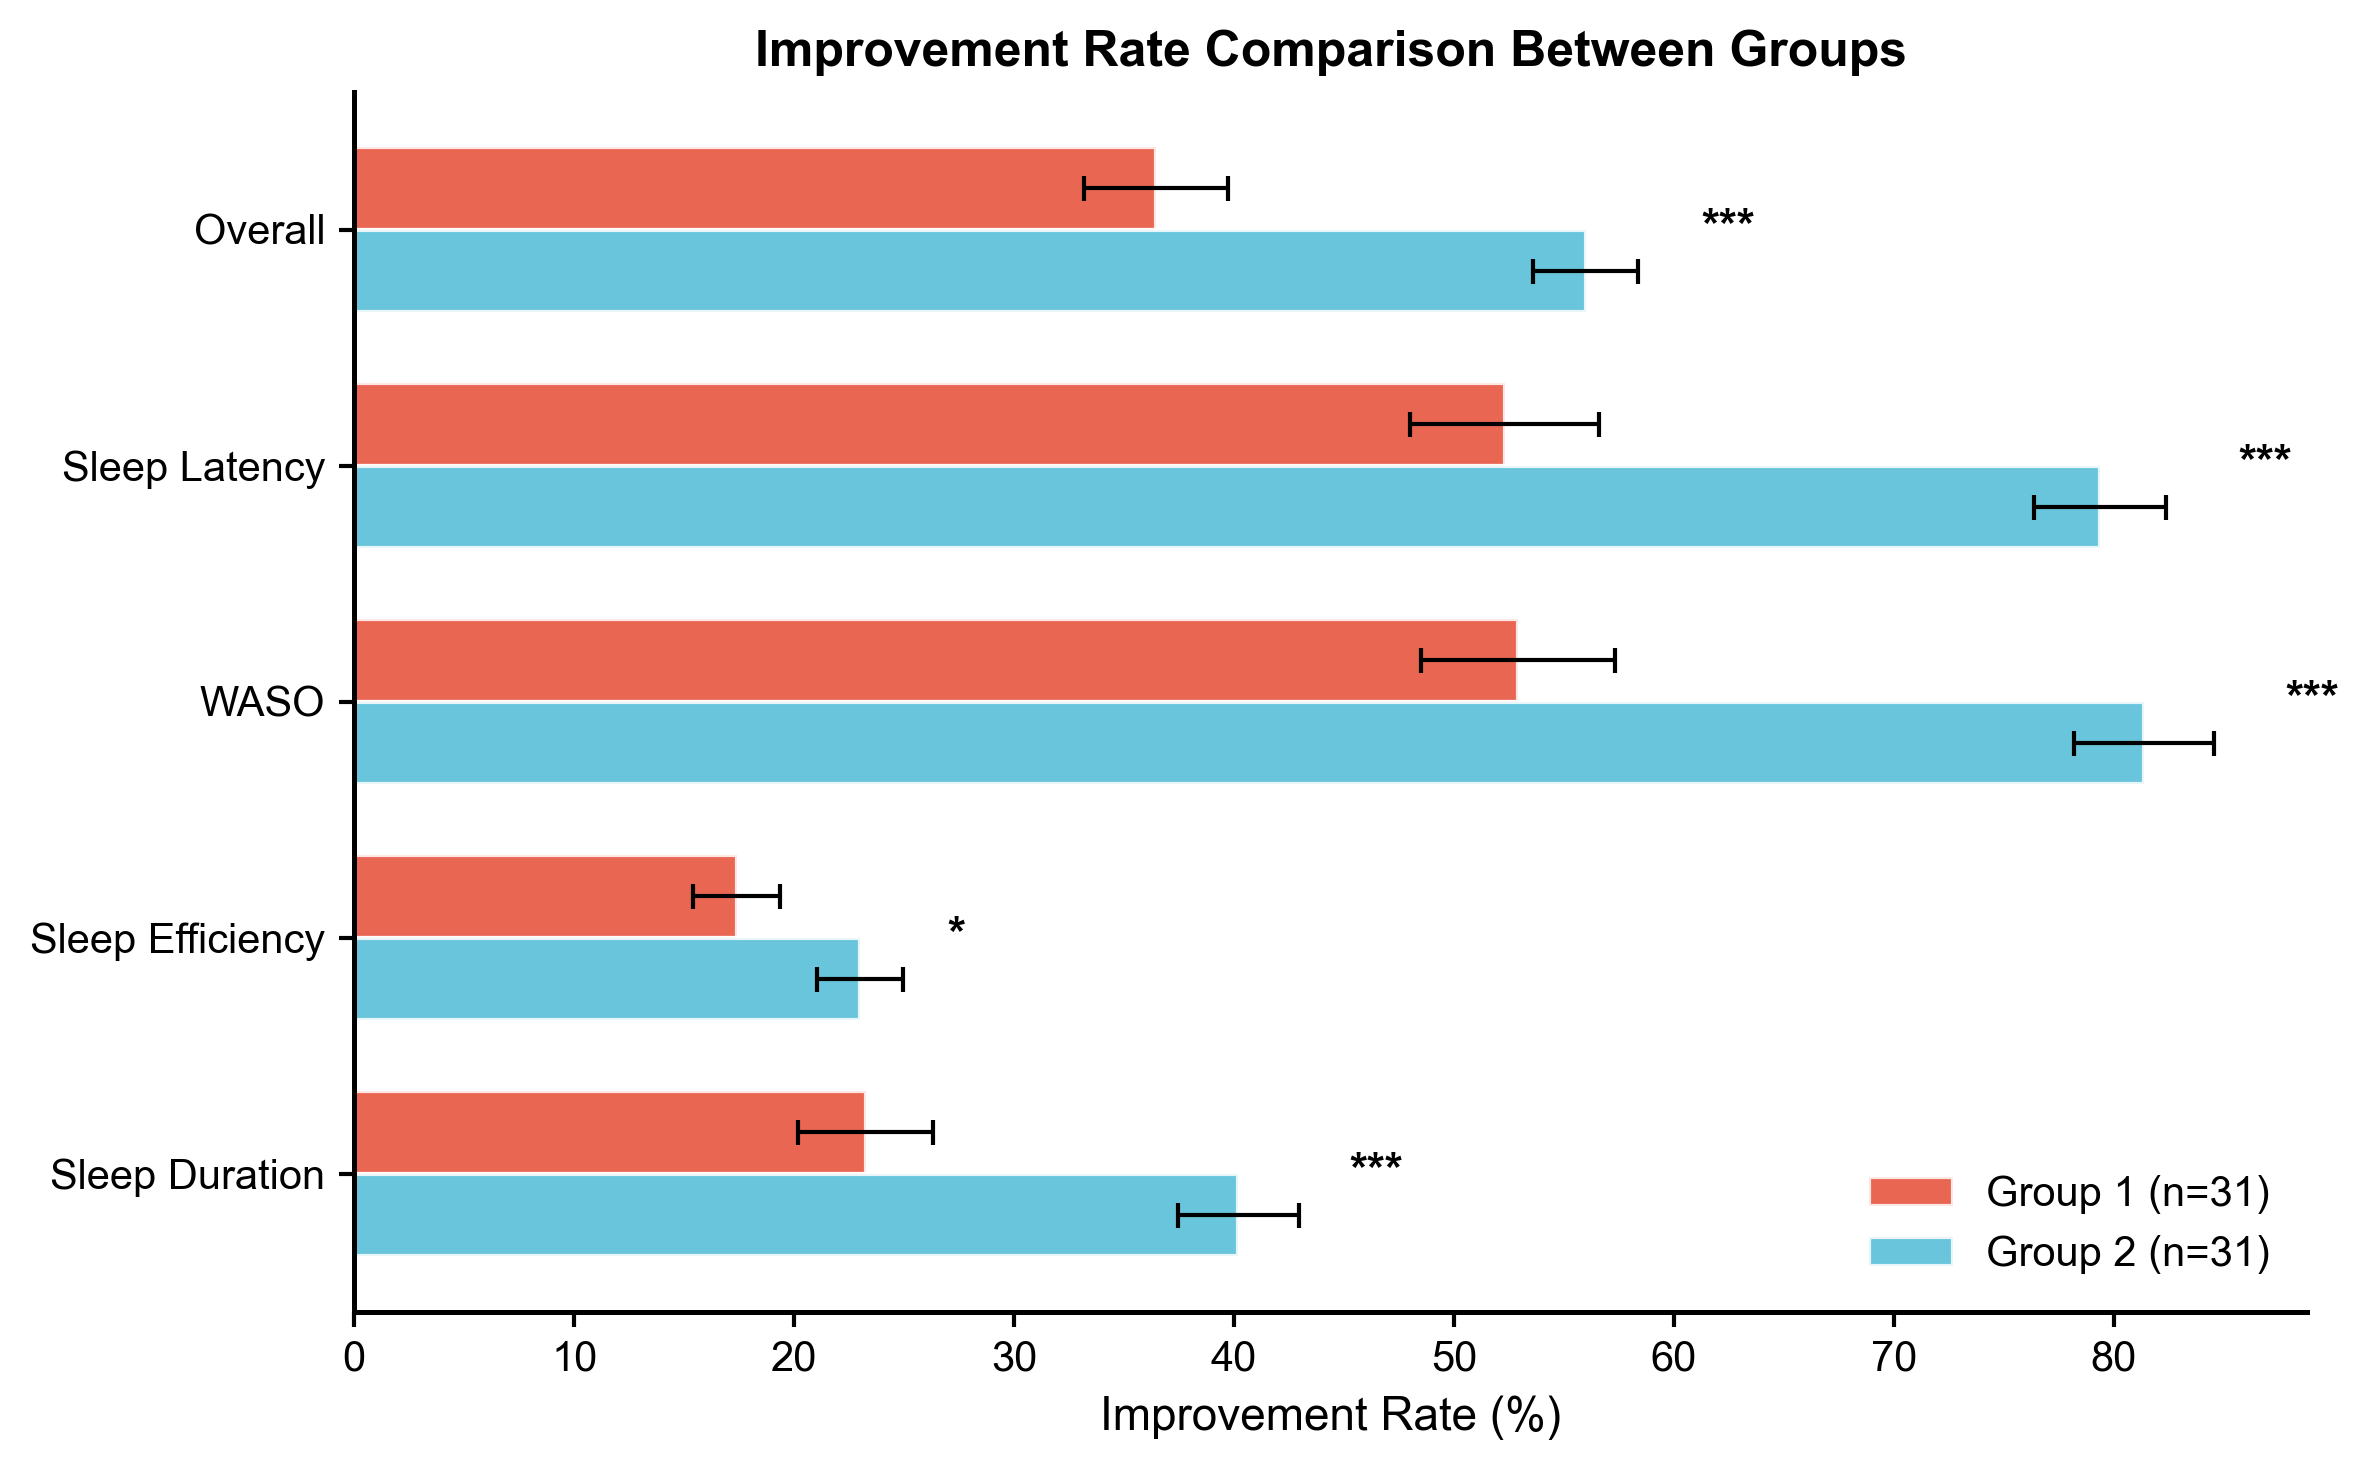 Improvement Rate Comparison Between Groups
Overall
***
Sleep Latency
***
WASO
***
Sleep Efficiency
*
Sleep Duration
***
Group 1 (n=31)
Group 2 (n=31)
0 10 20 30 40 50 60 70 80
Improvement Rate (%)